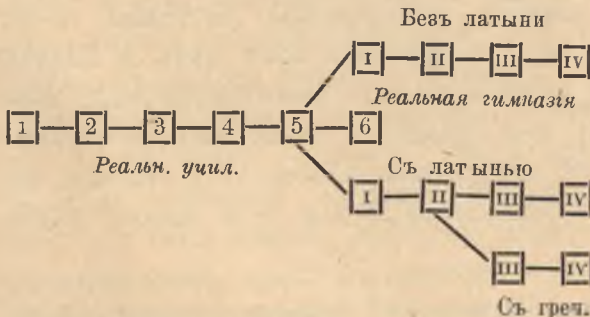 Безъ латыни
I II III IV
Реальная гимназія
1 2 3 4 5 6
Реальн. учил.
Съ латынью
I II III IV
III IV
Съ греч.